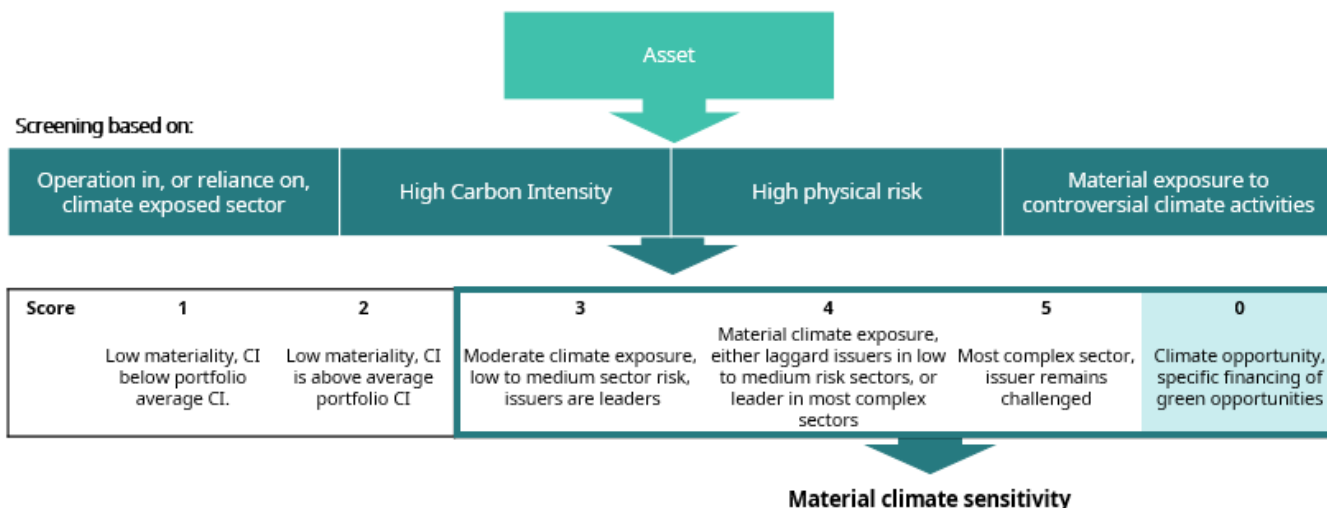 Asset
Screening based on:
Operation in, or reliance on,
climate exposed sector
High Carbon Intensity
High physical risk
Material exposure to
controversial climate activities
Score
1
2
3
4
5
0
Low materiality, CI
below portfolio
average CI.
Low materiality, CI
is above average
portfolio CI
Moderate climate exposure,
low to medium sector risk,
issuers are leaders
Material climate exposure,
either laggard issuers in low
to medium risk sectors, or
leader in most complex
sectors
Most complex sector,
issuer remains
challenged
Climate opportunity,
specific financing of
green opportunities
Material climate sensitivity